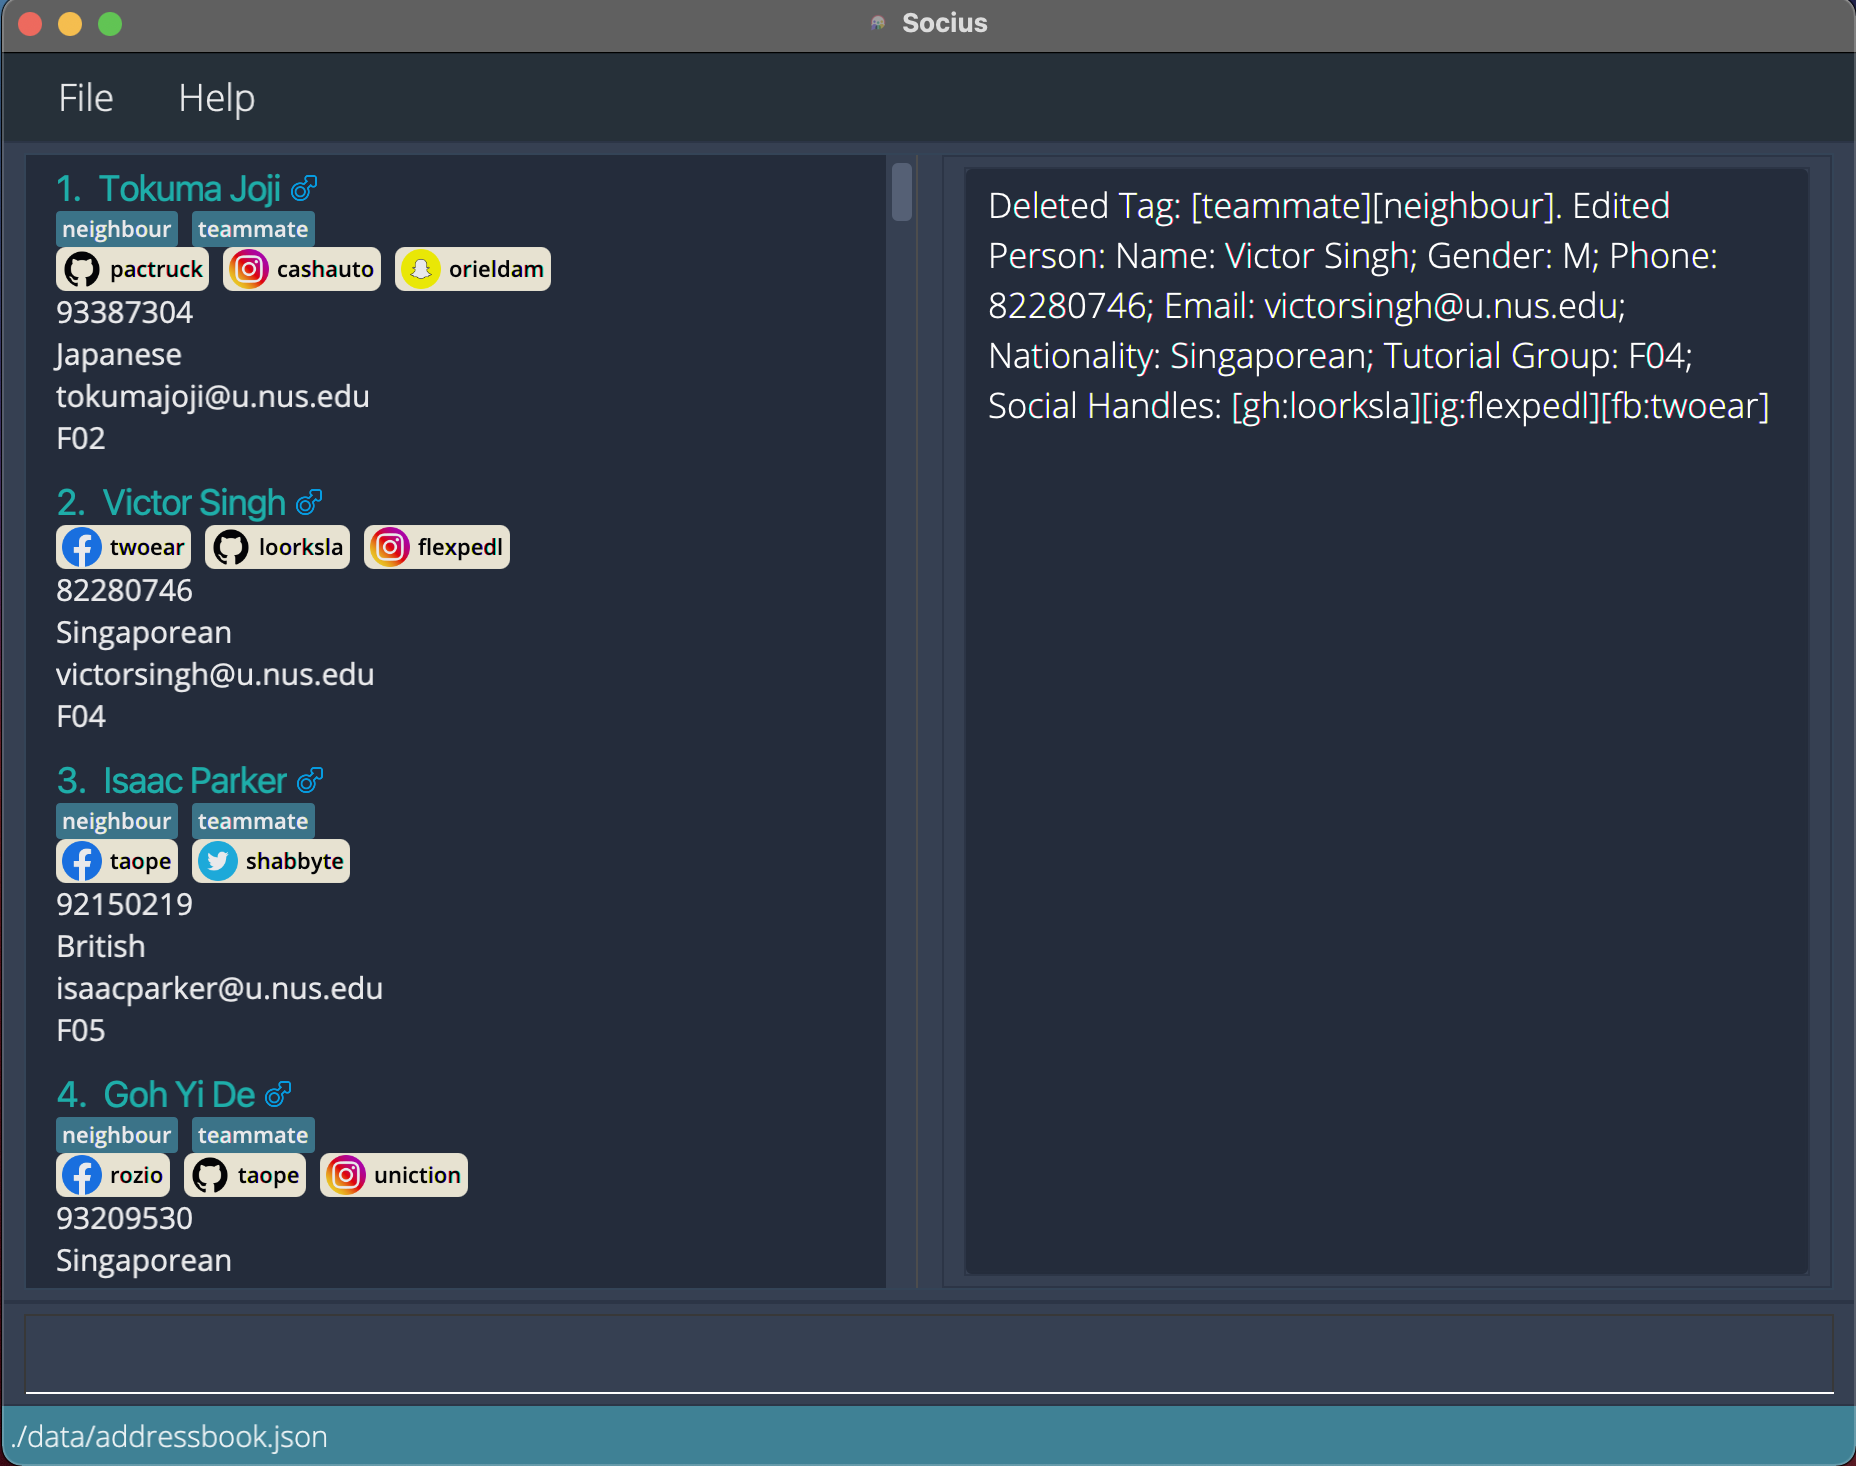 Socius
File Help
1. Tokuma Joji
neighbour teammate
pactruck cashauto orieldam
93387304
Japanese
tokumajoji@u.nus.edu
F02
2. Victor Singh
twoear loorksla flexpedl
82280746
Singaporean
victorsingh@u.nus.edu
F04
3. Isaac Parker
neighbour teammate
taope shabbyte
92150219
British
isaacparker@u.nus.edu
F05
4. Goh Yi De
neighbour teammate
rozio taope uniction
93209530
Singaporean
Deleted Tag: [teammate][neighbour]. Edited
Person: Name: Victor Singh; Gender: M; Phone:
82280746; Email: victorsingh@u.nus.edu;
Nationality: Singaporean; Tutorial Group: F04;
Social Handles: [gh:loorksla][ig:flexpedl][fb:twoear]
./data/addressbook.json